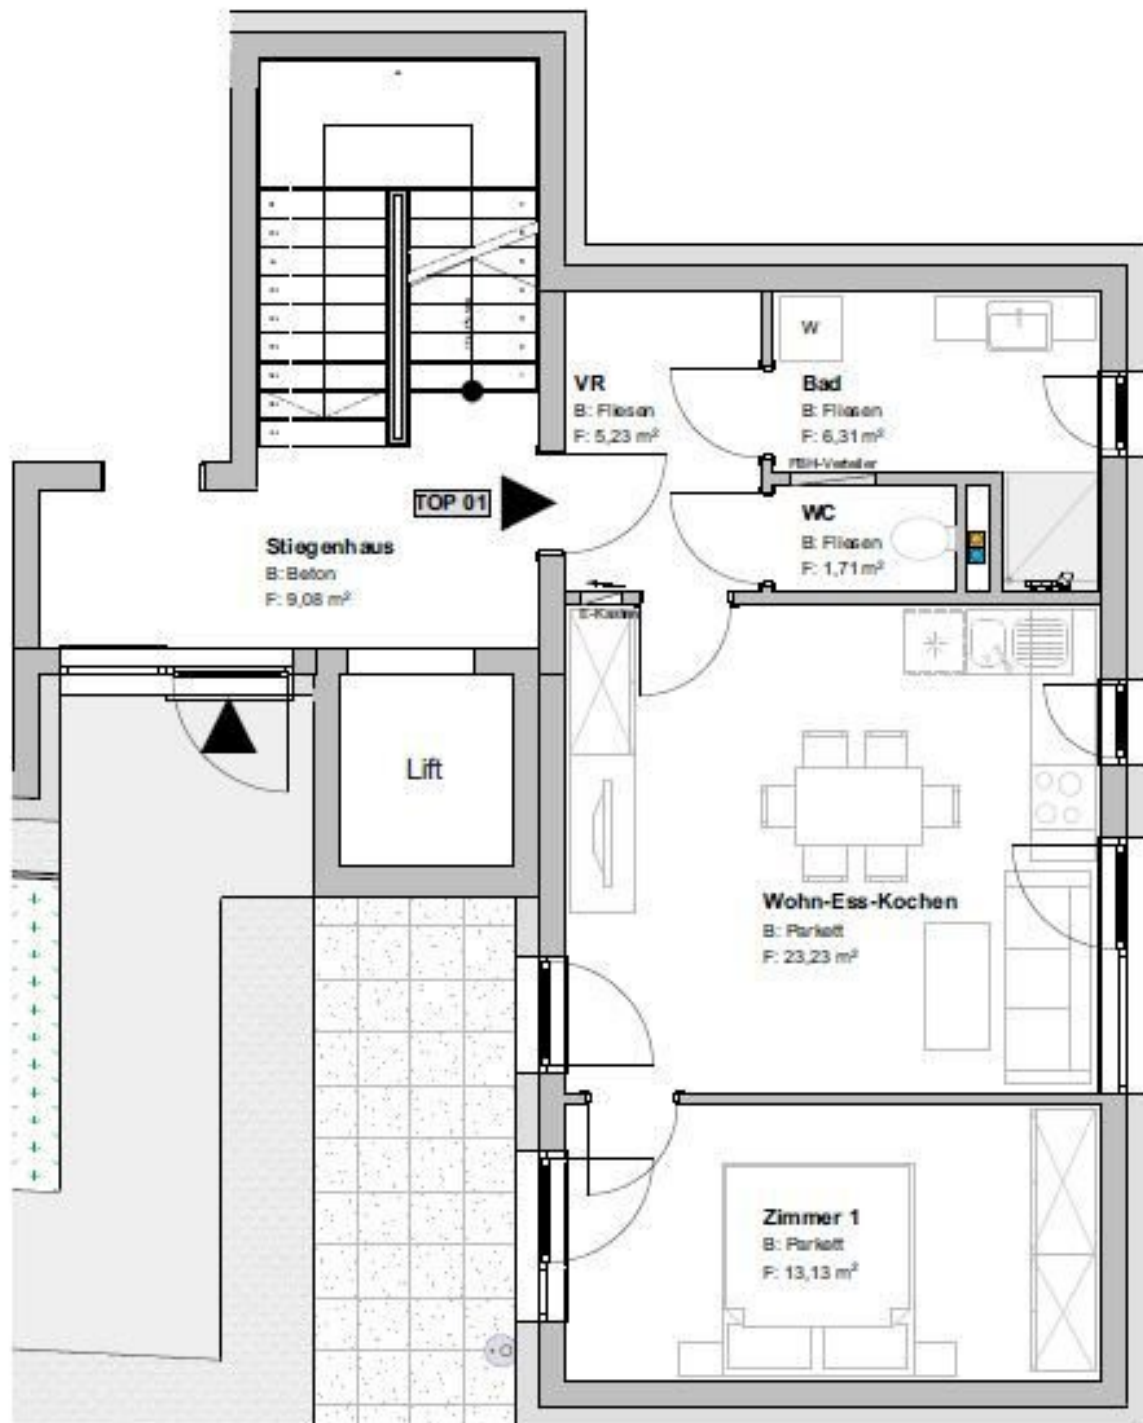 W
VR
B: Fliesen
F: 5,23 m²
Bad
B: Fliesen
F: 6,31 m²
FBH-Verteiler
TOP 01
WC
B: Fliesen
F: 1,71 m²
Stiegenhaus
B: Beton
F: 9,08 m²
E-Kasten
Lift
Wohn-Ess-Kochen
B: Parkett
F: 23,23 m²
Zimmer 1
B: Parkett
F: 13,13 m²